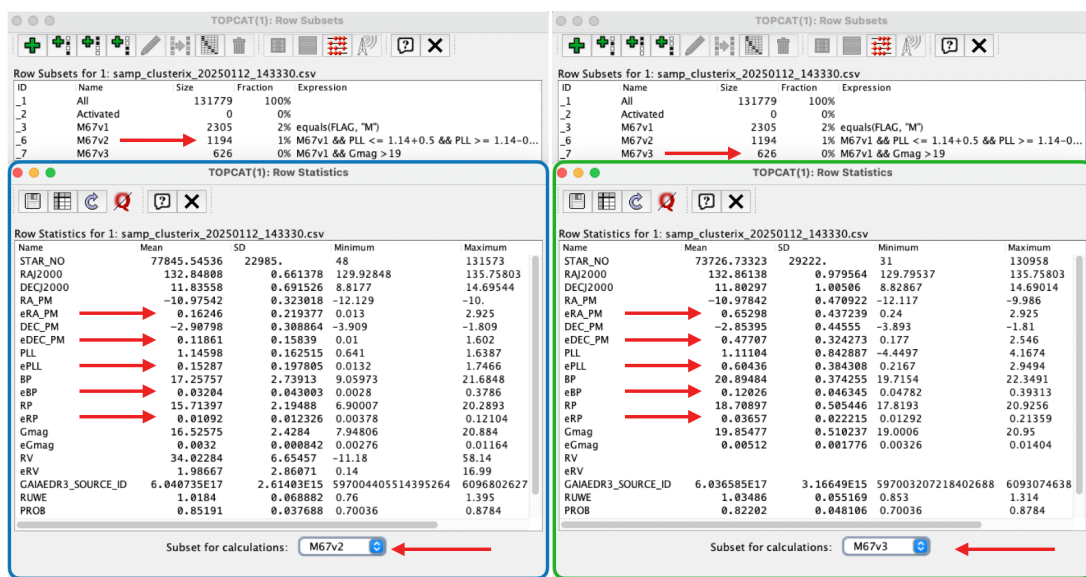 TOPCAT(1): Row Subsets
Row Subsets for 1: samp_clusterix_20250112_143330.csv
ID Name Size Fraction Expression
_1 All 131779 100%
_2 Activated 0 0%
_3 M67v1 2305 2% equals(FLAG, "M")
_6 M67v2 1194 1% M67v1 && PLL <= 1.14+0.5 && PLL >= 1.14-0...
_7 M67v3 626 0% M67v1 && Gmag >19
TOPCAT(1): Row Statistics
Row Statistics for 1: samp_clusterix_20250112_143330.csv
Name Mean SD Minimum Maximum
STAR_NO 77845.54536 22985. 48 131573
RAJ2000 132.84808 0.661378 129.92848 135.75803
DECJ2000 11.83558 0.691526 8.8177 14.69544
RA_PM -10.97542 0.323018 -12.129 -10.
eRA_PM 0.16246 0.219377 0.013 2.925
DEC_PM -2.90798 0.308864 -3.909 -1.809
eDEC_PM 0.11861 0.15839 0.01 1.602
PLL 1.14598 0.162515 0.641 1.6387
ePLL 0.15287 0.197805 0.0132 1.7466
BP 17.25757 2.73913 9.05973 21.6848
eBP 0.03204 0.043003 0.0028 0.3786
RP 15.71397 2.19488 6.90007 20.2893
eRP 0.01092 0.012326 0.00378 0.12104
Gmag 16.52575 2.4284 7.94806 20.884
eGmag 0.0032 0.000842 0.00276 0.01164
RV 34.02284 6.65457 -11.18 58.14
eRV 1.98667 2.86071 0.14 16.99
GAIAEDR3_SOURCE_ID 6.040735E17 2.61403E15 597004405514395264 6096802627
RUWE 1.0184 0.068882 0.76 1.395
PROB 0.85191 0.037688 0.70036 0.8784
Subset for calculations: M67v2
TOPCAT(1): Row Subsets
Row Subsets for 1: samp_clusterix_20250112_143330.csv
ID Name Size Fraction Expression
_1 All 131779 100%
_2 Activated 0 0%
_3 M67v1 2305 2% equals(FLAG, "M")
_6 M67v2 1194 1% M67v1 && PLL <= 1.14+0.5 && PLL >= 1.14-0...
_7 M67v3 626 0% M67v1 && Gmag >19
TOPCAT(1): Row Statistics
Row Statistics for 1: samp_clusterix_20250112_143330.csv
Name Mean SD Minimum Maximum
STAR_NO 73726.73323 29222. 31 130958
RAJ2000 132.86138 0.979564 129.79537 135.75803
DECJ2000 11.80297 1.00506 8.82867 14.69014
RA_PM -10.97842 0.470922 -12.117 -9.986
eRA_PM 0.65298 0.437239 0.24 2.925
DEC_PM -2.85395 0.44555 -3.893 -1.81
eDEC_PM 0.47707 0.324273 0.177 2.546
PLL 1.11104 0.842887 -4.4497 4.1674
ePLL 0.60436 0.384308 0.2167 2.9494
BP 20.89484 0.374255 19.7154 22.3491
eBP 0.12026 0.046345 0.04782 0.39313
RP 18.70897 0.505446 17.8193 20.9256
eRP 0.03657 0.022215 0.01292 0.21359
Gmag 19.85477 0.510237 19.0006 20.95
eGmag 0.00512 0.001776 0.00326 0.01404
RV
eRV
GAIAEDR3_SOURCE_ID 6.036585E17 3.16649E15 597003207218402688 6093074638
RUWE 1.03486 0.055169 0.853 1.314
PROB 0.82202 0.048106 0.70036 0.8784
Subset for calculations: M67v3